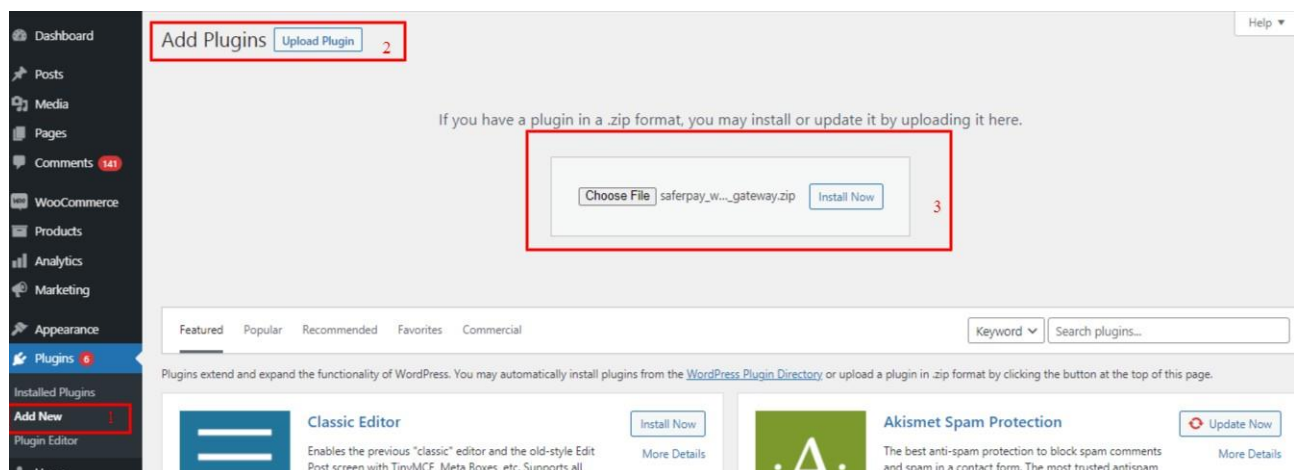 Dashboard
Posts
Media
Pages
Comments 141
WooCommerce
Products
Analytics
Marketing
Appearance
Plugins 6
Installed Plugins
Add New 1
Plugin Editor
Help ▼
Add Plugins Upload Plugin 2
If you have a plugin in a .zip format, you may install or update it by uploading it here.
Choose File saferpay_w..._gateway.zip Install Now 3
Featured Popular Recommended Favorites Commercial Keyword Search plugins...
Plugins extend and expand the functionality of WordPress. You may automatically install plugins from the WordPress Plugin Directory or upload a plugin in .zip format by clicking the button at the top of this page.
Classic Editor Install Now
Enables the previous "classic" editor and the old-style Edit More Details
Post screen with TinyMCE, Meta Boxes, etc. Supports all
.A.
Akismet Spam Protection Update Now
The best anti-spam protection to block spam comments More Details
and spam in a contact form. The most trusted antispam